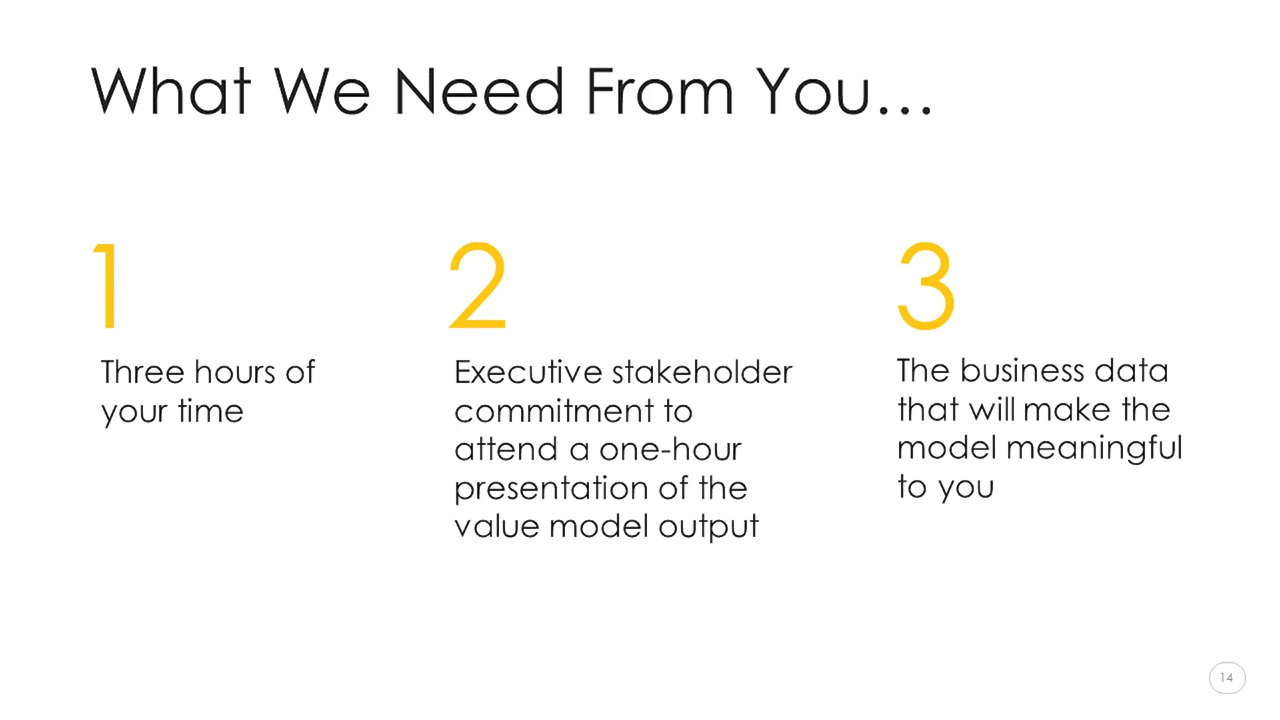 What We Need From You...
1
Three hours of
your time
2
Executive stakeholder
commitment to
attend a one-hour
presentation of the
value model output
3
The business data
that will make the
model meaningful
to you
14